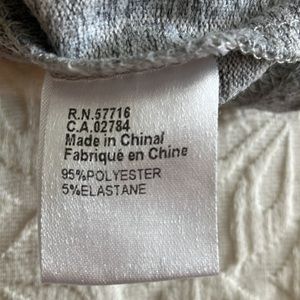 R.N.57716
C.A.02784
Made in Chinal
Fabriqué en Chine
95%POLYESTER
5%ELASTANE